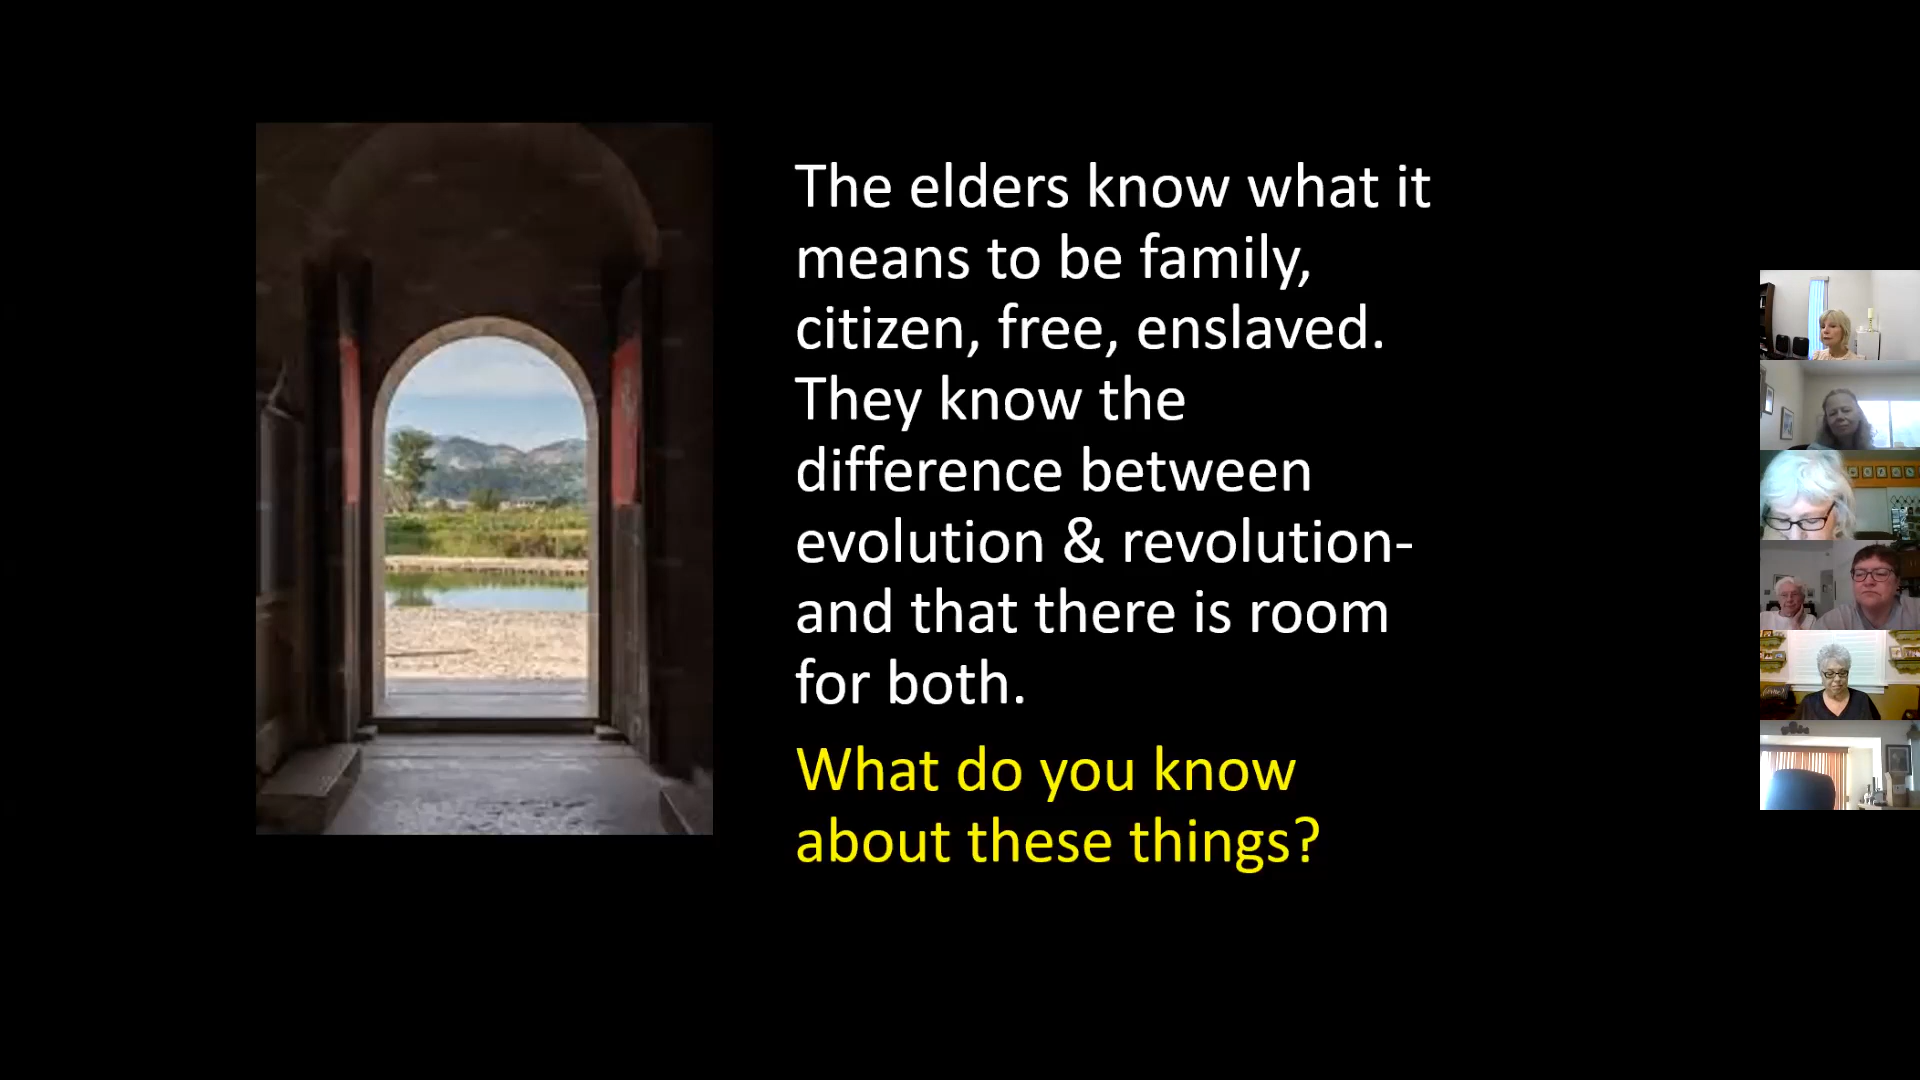 The elders know what it
means to be family,
citizen, free, enslaved.
They know the
difference between
evolution & revolution-
and that there is room
for both.
What do you know
about these things?